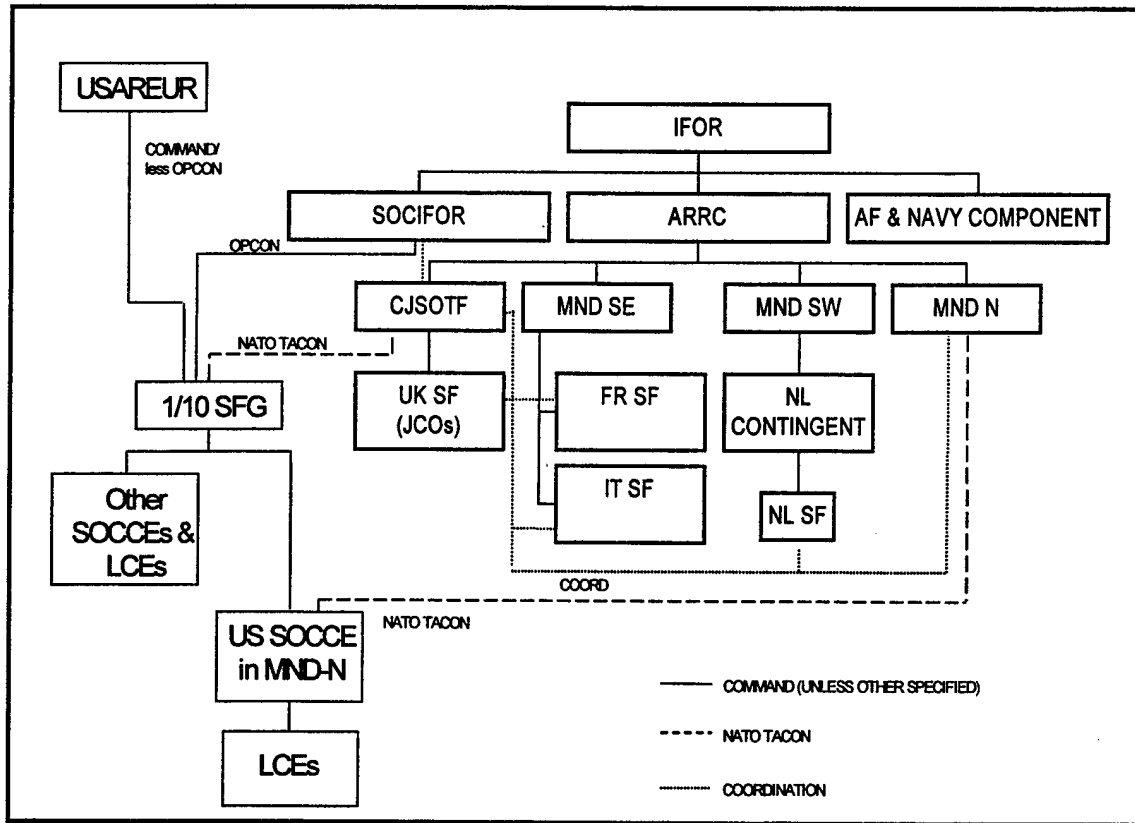 USAREUR
IFOR
COMMAND/
less OPCON
SOCIFOR
ARRC
AF & NAVY COMPONENT
OPCON
CJSOTF
MND SE
MND SW
MND N
NATO TACON
1/10 SFG
UK SF
(JCOs)
FR SF
NL
CONTINGENT
Other
SOCCEs &
LCEs
IT SF
NL SF
COORD
US SOCCE
in MND-N
NATO TACON
LCEs
COMMAND (UNLESS OTHER SPECIFIED)
NATO TACON
COORDINATION